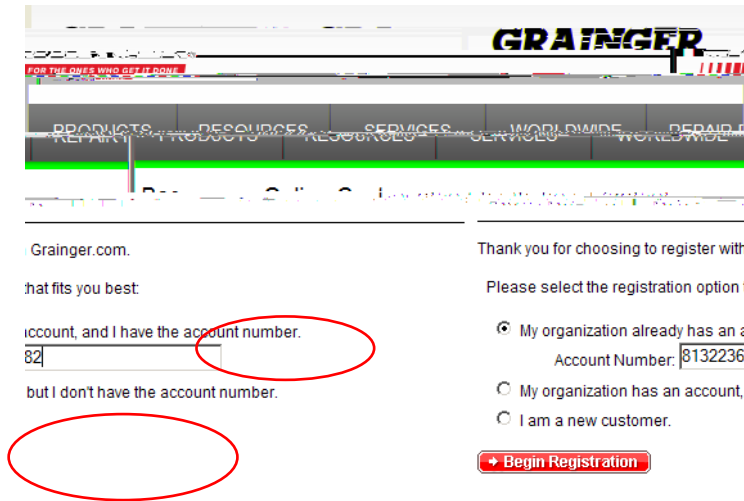 GRAINGER
FOR THE ONES WHO GET IT DONE
PRODUCTS RESOURCES SERVICES WORLDWIDE REPAIR
Grainger.com.
Thank you for choosing to register with
that fits you best:
Please select the registration option
account, and I have the account number.
My organization already has an a
82
Account Number: 8132236
but I don't have the account number.
My organization has an account,
I am a new customer.
Begin Registration